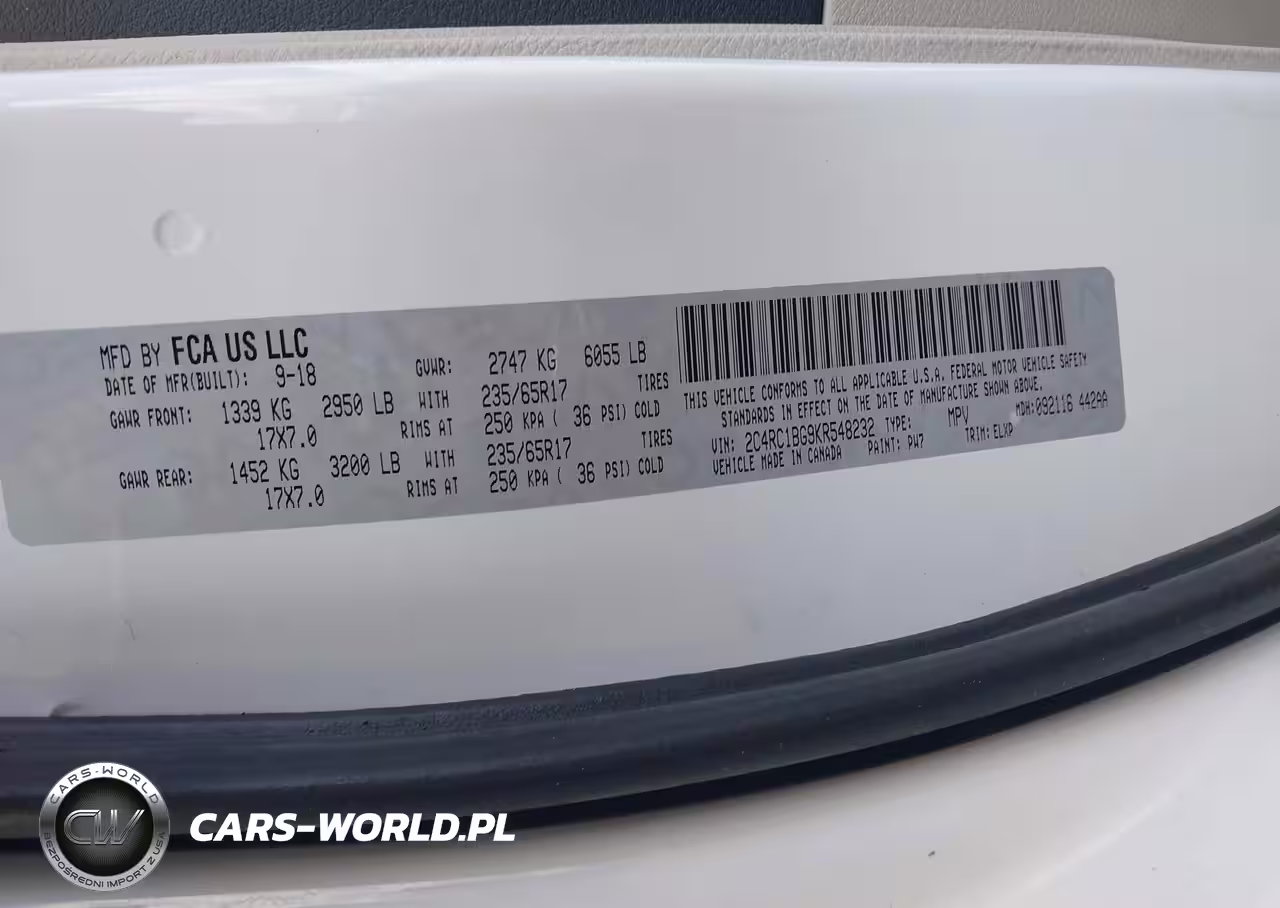 MFD BY FCA US LLC
DATE OF MFR(BUILT): 9-18
GVWR: 2747 KG 6055 LB
GAWR FRONT: 1339 KG 2950 LB WITH 235/65R17 TIRES
17X7.0 RIMS AT 250 KPA ( 36 PSI) COLD
GAWR REAR: 1452 KG 3200 LB WITH 235/65R17 TIRES
17X7.0 RIMS AT 250 KPA ( 36 PSI) COLD
THIS VEHICLE CONFORMS TO ALL APPLICABLE U.S.A. FEDERAL MOTOR VEHICLE SAFETY
STANDARDS IN EFFECT ON THE DATE OF MANUFACTURE SHOWN ABOVE.
VIN: 2C4RC1BG9KR548232 TYPE: MPV MDH:092116 442AA
VEHICLE MADE IN CANADA PAINT: PW7 TRIM: ELXP
CARS-WORLD
CW
BEZPOŚREDNI IMPORT Z USA
CARS-WORLD.PL